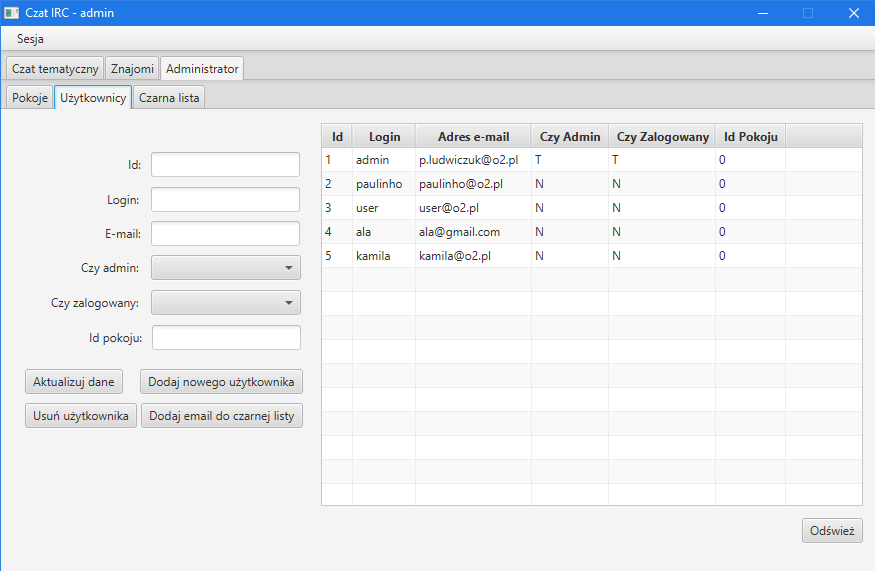 Czat IRC - admin
Sesja
Czat tematyczny Znajomi Administrator
Pokoje Użytkownicy Czarna lista
Id:
Login:
E-mail:
Czy admin:
Czy zalogowany:
Id pokoju:
Aktualizuj dane Dodaj nowego użytkownika
Usuń użytkownika Dodaj email do czarnej listy
Id Login Adres e-mail Czy Admin Czy Zalogowany Id Pokoju
1 admin p.ludwiczuk@o2.pl T T 0
2 paulinho paulinho@o2.pl N N 0
3 user user@o2.pl N N 0
4 ala ala@gmail.com N N 0
5 kamila kamila@o2.pl N N 0
Odśwież